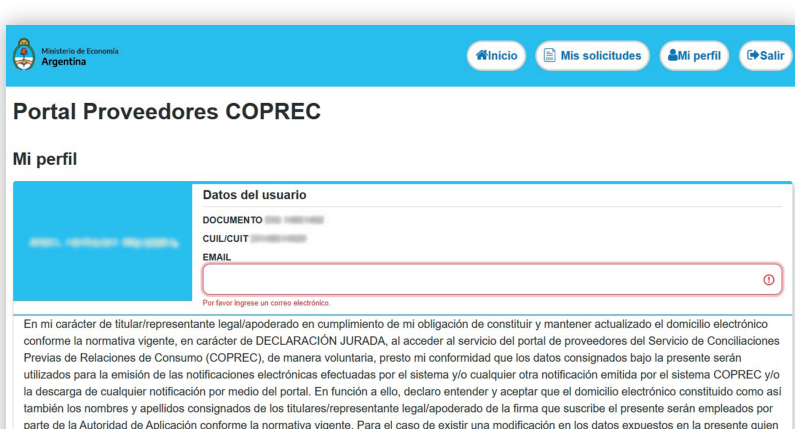 Ministerio de Economía
Argentina
Inicio
Mis solicitudes
Mi perfil
Salir
Portal Proveedores COPREC
Mi perfil
Datos del usuario
DOCUMENTO
CUIL/CUIT
EMAIL
Por favor ingrese un correo electrónico.
En mi carácter de titular/representante legal/apoderado en cumplimiento de mi obligación de constituir y mantener actualizado el domicilio electrónico
conforme la normativa vigente, en carácter de DECLARACIÓN JURADA, al acceder al servicio del portal de proveedores del Servicio de Conciliaciones
Previas de Relaciones de Consumo (COPREC), de manera voluntaria, presto mi conformidad que los datos consignados bajo la presente serán
utilizados para la emisión de las notificaciones electrónicas efectuadas por el sistema y/o cualquier otra notificación emitida por el sistema COPREC y/o
la descarga de cualquier notificación por medio del portal. En función a ello, declaro entender y aceptar que el domicilio electrónico constituido como así
también los nombres y apellidos consignados de los titulares/representante legal/apoderado de la firma que suscribe el presente serán empleados por
parte de la Autoridad de Aplicación conforme la normativa vigente. Para el caso de existir una modificación en los datos expuestos en la presente quien